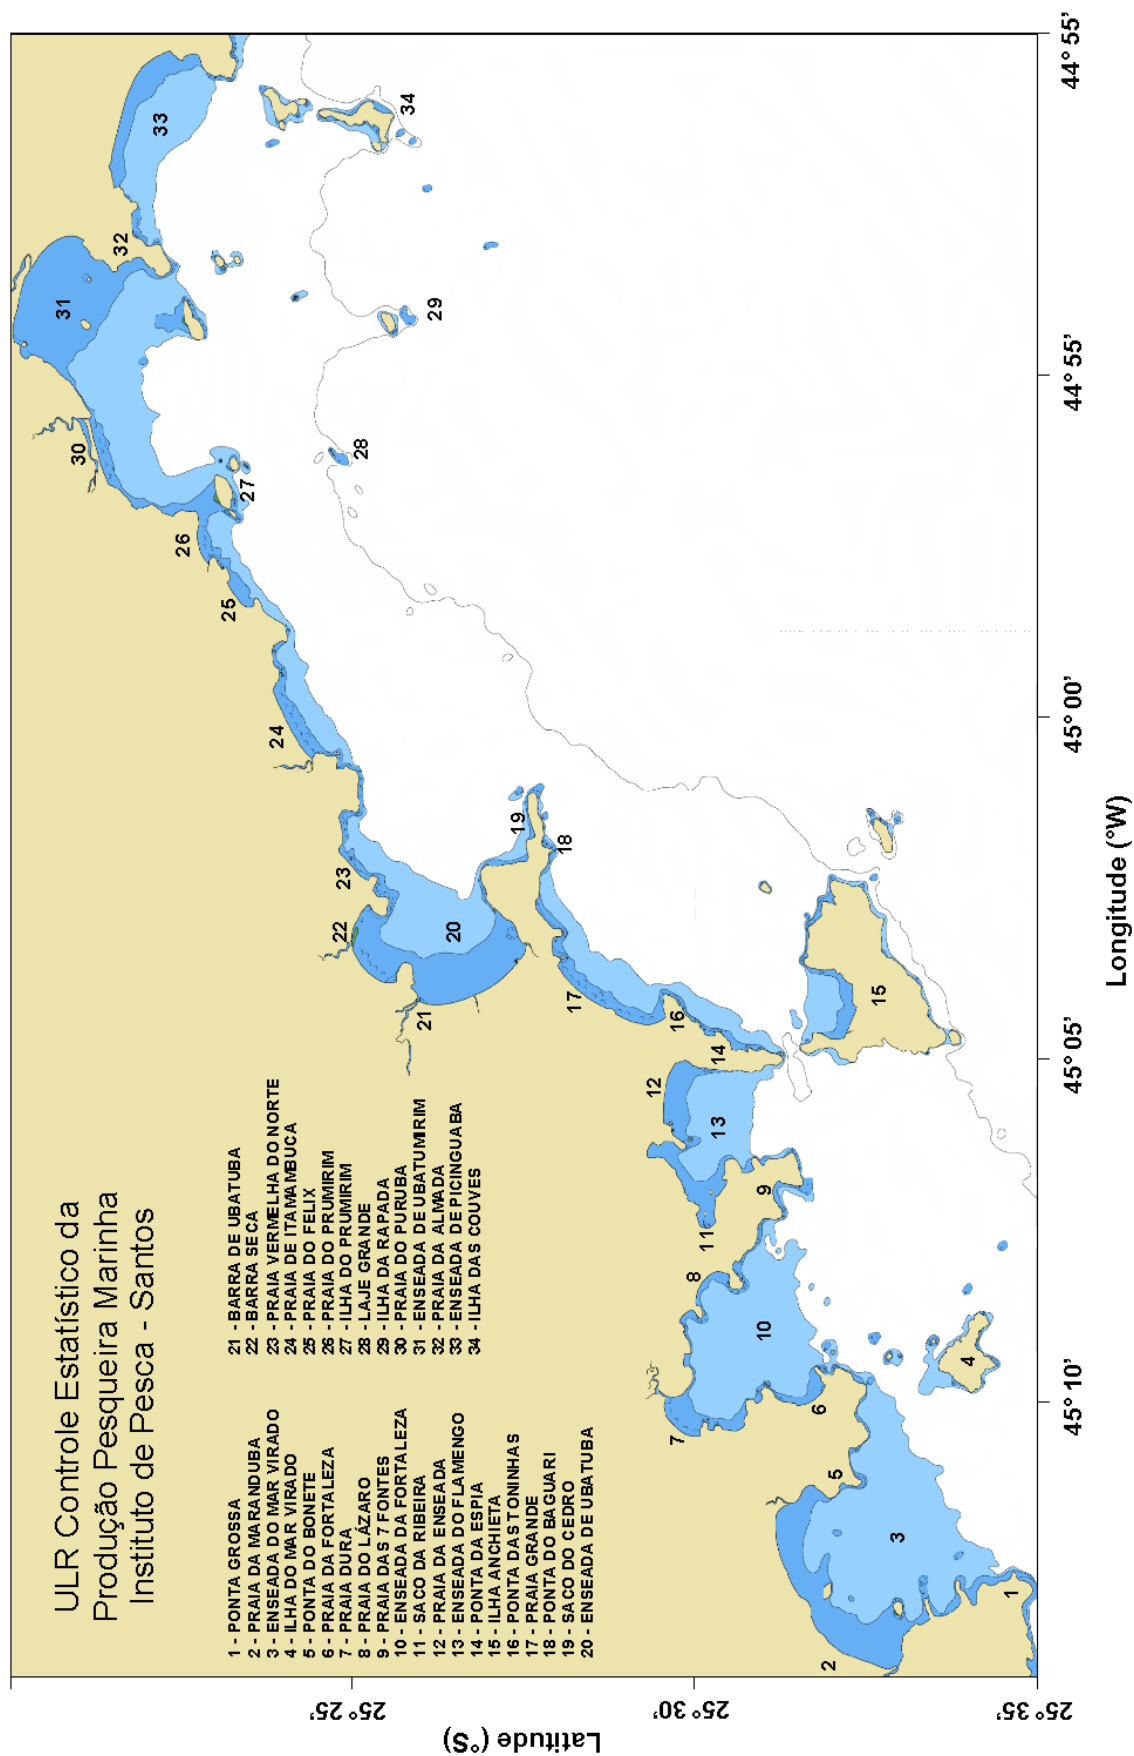 ULR Controle Estatístico da
Produção Pesqueira Marinha
Instituto de Pesca - Santos
1 - PONTA GROSSA
2 - PRAIA DA MARANDUBA
3 - ENSEADA DO MAR VIRADO
4 - ILHA DO MAR VIRADO
5 - PONTA DO BONETE
6 - PRAIA DA FORTALEZA
7 - PRAIA DURA
8 - PRAIA DO LÁZARO
9 - PRAIA DAS 7 FONTES
10 - ENSEADA DA FORTALEZA
11 - SACO DA RIBEIRA
12 - PRAIA DA ENSEADA
13 - ENSEADA DO FLAMENGO
14 - PONTA DA ESPIA
15 - ILHA ANCHIETA
16 - PONTA DAS TONINHAS
17 - PRAIA GRANDE
18 - PONTA DO BAGUARI
19 - SACO DO CEDRO
20 - ENSEADA DE UBATUBA
21 - BARRA DE UBATUBA
22 - BARRA SECA
23 - PRAIA VERMELHA DO NORTE
24 - PRAIA DE ITAMAMBUCA
25 - PRAIA DO FELIX
26 - PRAIA DO PRUMIRIM
27 - ILHA DO PRUMIRIM
28 - LAJE GRANDE
29 - ILHA DA RAPADA
30 - PRAIA DO PURUBA
31 - ENSEADA DE UBATUMIRIM
32 - PRAIA DA ALMADA
33 - ENSEADA DE PICINGUABA
34 - ILHA DAS COUVES
1
2
3
4
5
6
7
8
9
10
11
12
13
14
15
16
17
18
19
20
21
22
23
24
25
26
27
28
29
30
31
32
33
34
Latitude (°S)
25° 25'
25° 30'
25° 35'
Longitude (°W)
45° 10'
45° 05'
45° 00'
44° 55'
44° 55'